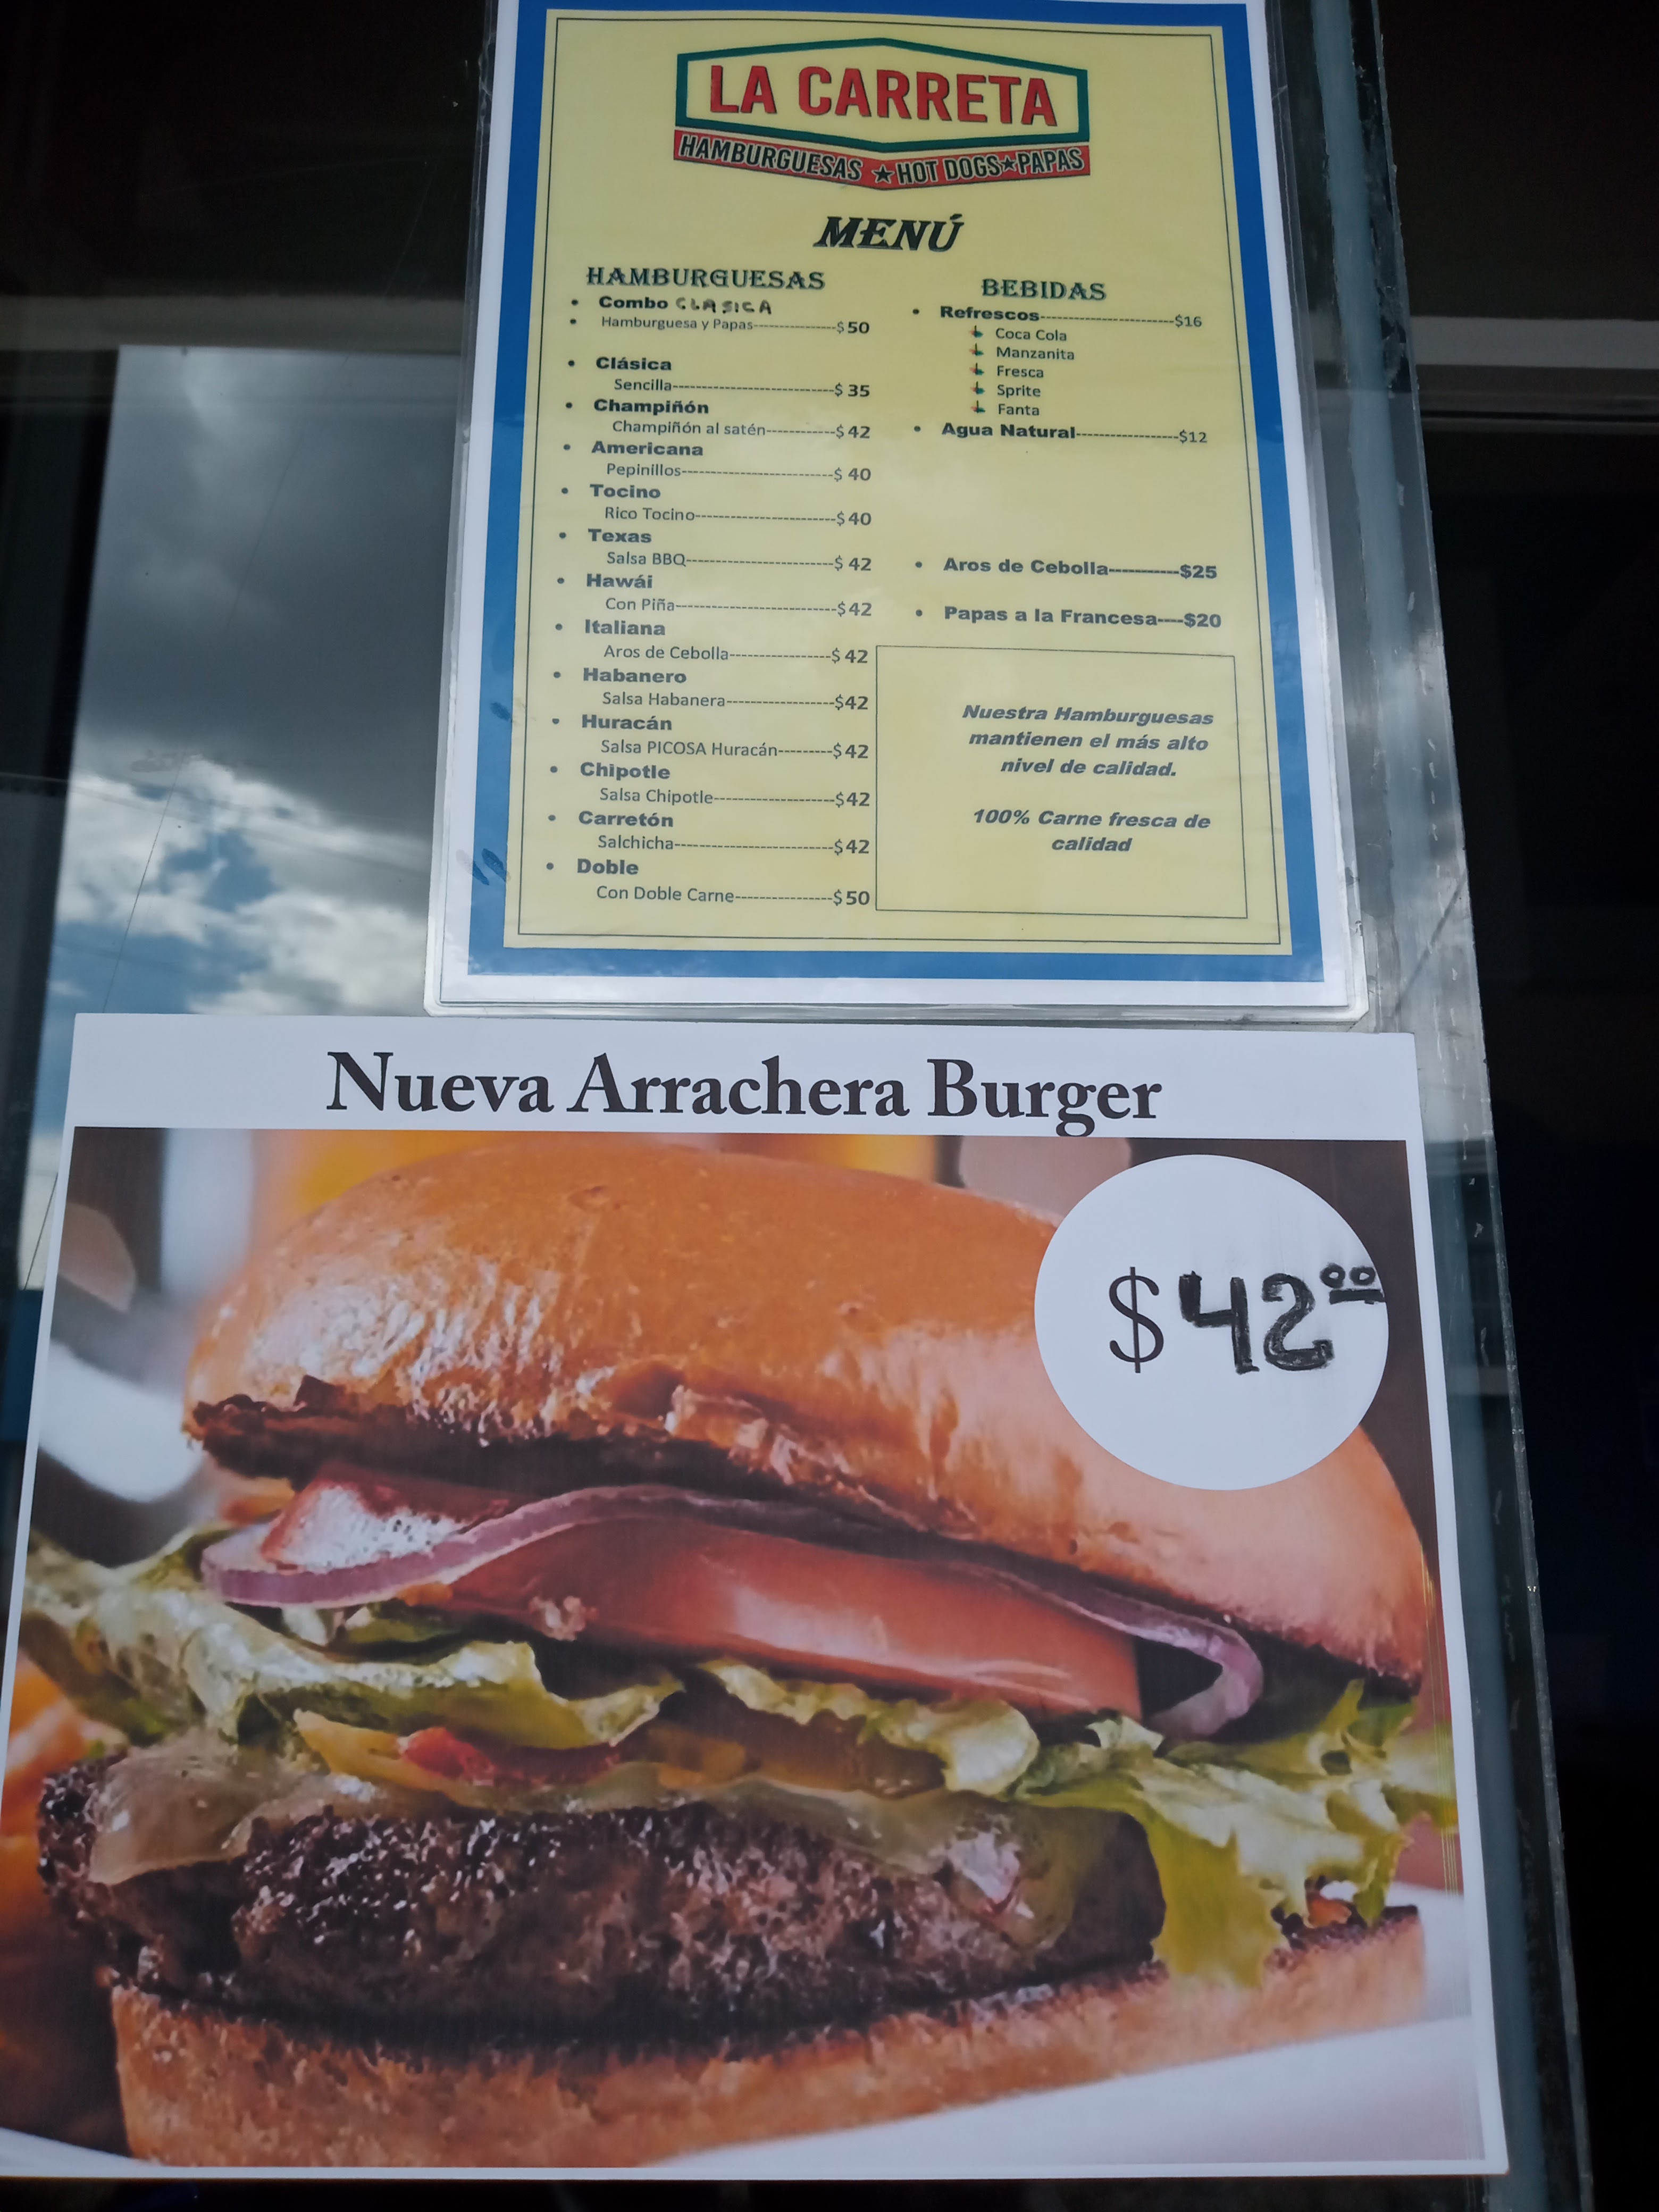 LA CARRETA
HAMBURGUESAS ★ HOT DOGS ★ PAPAS
MENÚ
HAMBURGUESAS
• Combo CLASICA
• Hamburguesa y Papas--------------$50
• Clásica
Sencilla---------------------------$ 35
• Champiñón
Champiñón al satén------------$ 42
• Americana
Pepinillos--------------------------$ 40
• Tocino
Rico Tocino------------------------$ 40
• Texas
Salsa BBQ-------------------------$ 42
• Hawái
Con Piña---------------------------$ 42
• Italiana
Aros de Cebolla-----------------$ 42
• Habanero
Salsa Habanera------------------$42
• Huracán
Salsa PICOSA Huracán---------$ 42
• Chipotle
Salsa Chipotle--------------------$42
• Carretón
Salchicha--------------------------$42
• Doble
Con Doble Carne----------------$ 50
BEBIDAS
• Refrescos------------------------$16
Coca Cola
Manzanita
Fresca
Sprite
Fanta
• Agua Natural------------------$12
• Aros de Cebolla-----------$25
• Papas a la Francesa----$20
Nuestra Hamburguesas
mantienen el más alto
nivel de calidad.
100% Carne fresca de
calidad
Nueva Arrachera Burger
$42⁰⁰